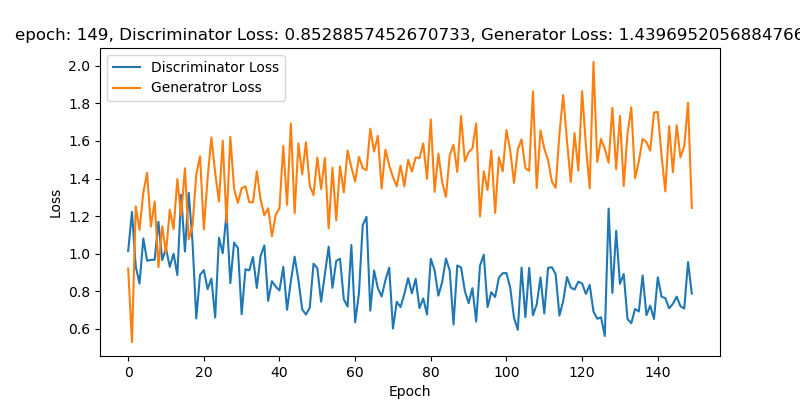 epoch: 149, Discriminator Loss: 0.8528857452670733, Generator Loss: 1.4396952056884766
Discriminator Loss
Generatror Loss
Loss
2.0
1.8
1.6
1.4
1.2
1.0
0.8
0.6
0 20 40 60 80 100 120 140
Epoch